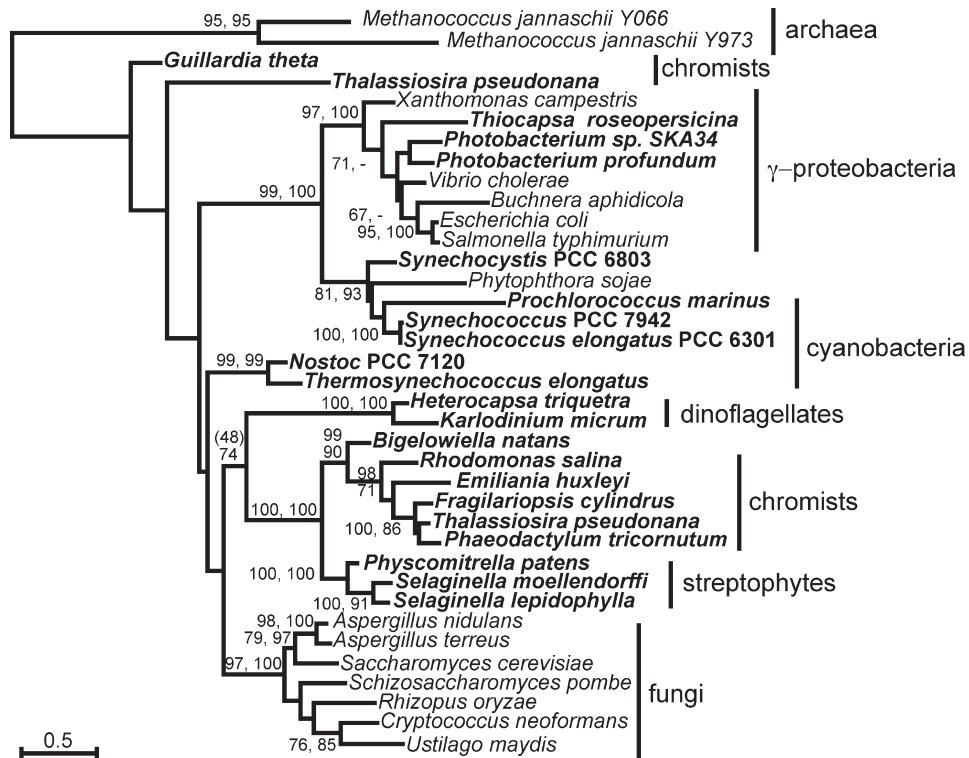 95, 95
Methanococcus jannaschii Y066
Methanococcus jannaschii Y973
archaea
Guillardia theta
chromists
Thalassiosira pseudonana
Xanthomonas campestris
97, 100
Thiocapsa roseopersicina
Photobacterium sp. SKA34
71, -
Photobacterium profundum
γ–proteobacteria
Vibrio cholerae
99, 100
Buchnera aphidicola
67, -
Escherichia coli
95, 100
Salmonella typhimurium
Synechocystis PCC 6803
Phytophthora sojae
81, 93
Prochlorococcus marinus
Synechococcus PCC 7942
100, 100
Synechococcus elongatus PCC 6301
cyanobacteria
99, 99
Nostoc PCC 7120
Thermosynechococcus elongatus
100, 100
Heterocapsa triquetra
Karlodinium micrum
dinoflagellates
(48)
74
99
90
Bigelowiella natans
Rhodomonas salina
98
71
Emiliania huxleyi
Fragilariopsis cylindrus
chromists
100, 100
100, 86
Thalassiosira pseudonana
Phaeodactylum tricornutum
Physcomitrella patens
100, 100
Selaginella moellendorffi
streptophytes
100, 91
Selaginella lepidophylla
98, 100
Aspergillus nidulans
79, 97
Aspergillus terreus
97, 100
Saccharomyces cerevisiae
Schizosaccharomyces pombe
fungi
Rhizopus oryzae
Cryptococcus neoformans
76, 85
Ustilago maydis
0.5